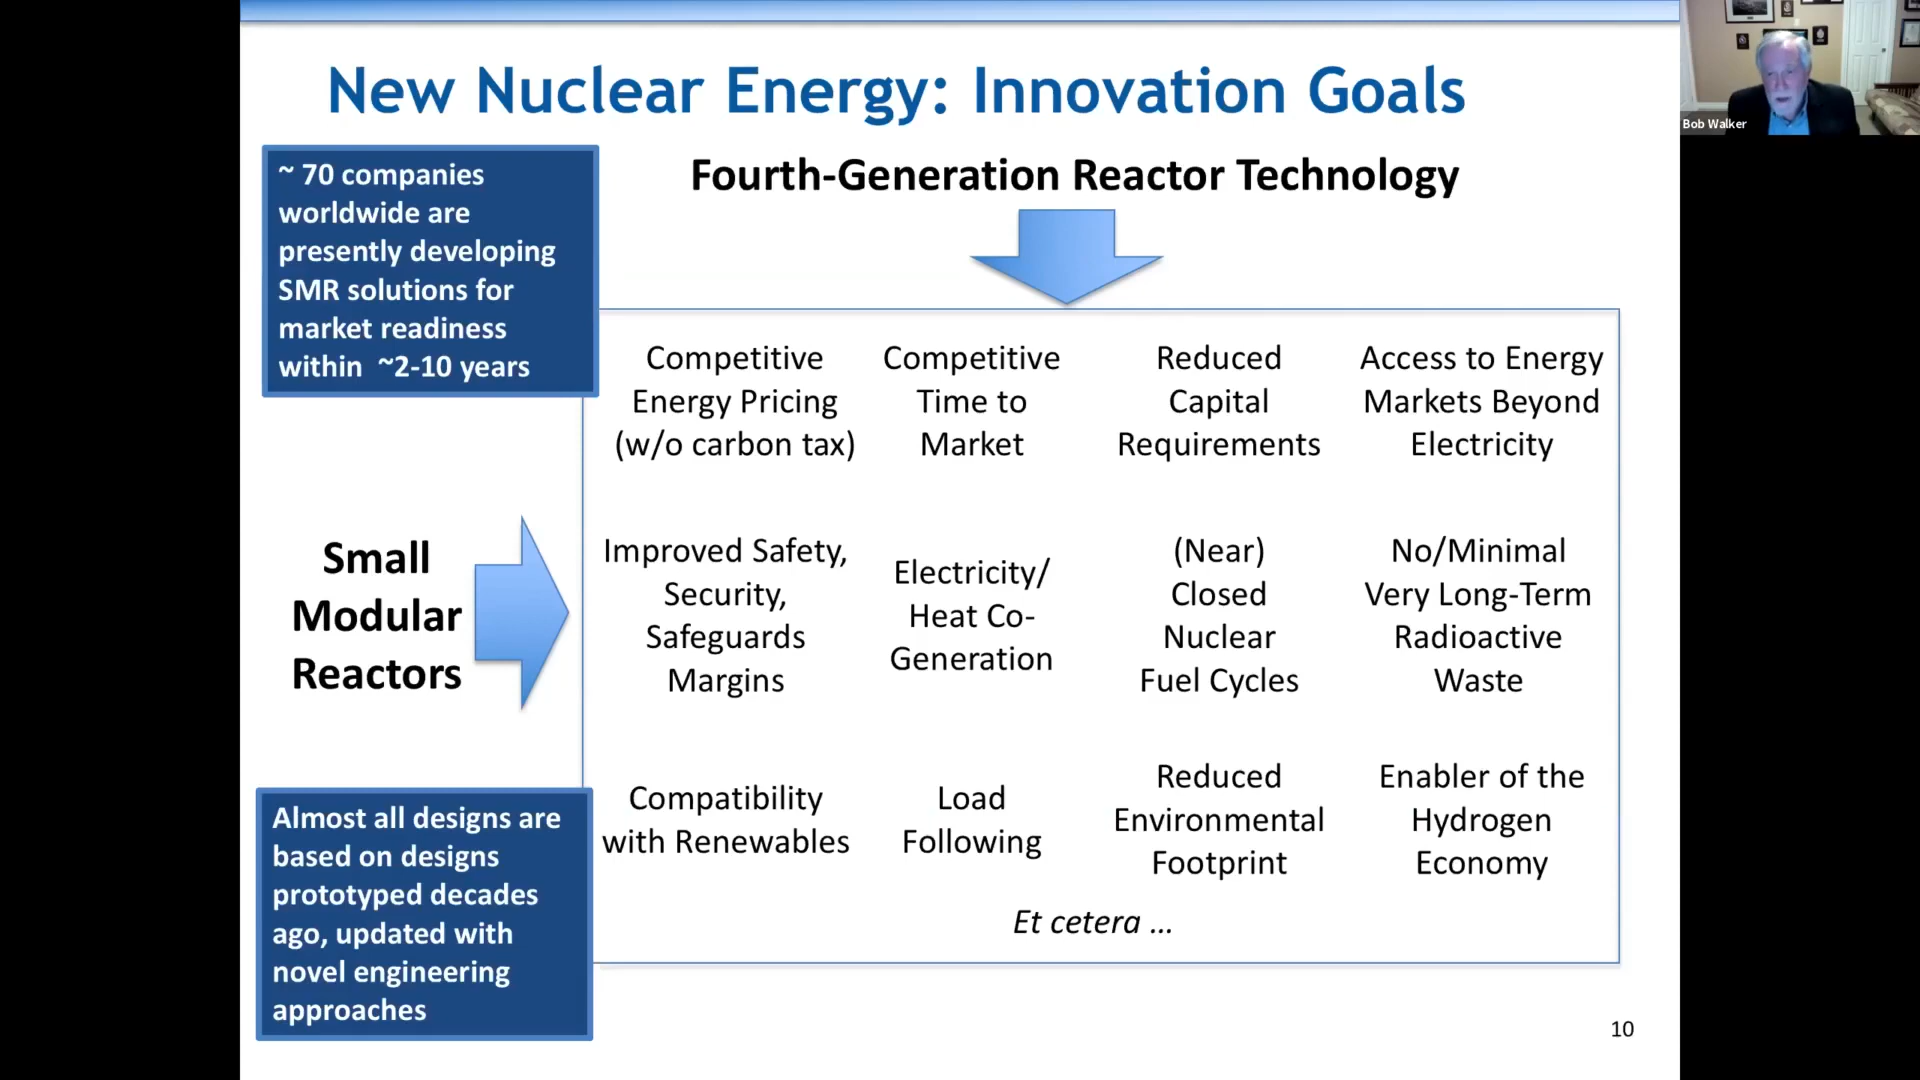 New Nuclear Energy: Innovation Goals
Bob Walker
~ 70 companies
worldwide are
presently developing
SMR solutions for
market readiness
within ~2-10 years
Fourth-Generation Reactor Technology
Competitive
Energy Pricing
(w/o carbon tax)
Competitive
Time to
Market
Reduced
Capital
Requirements
Access to Energy
Markets Beyond
Electricity
Small
Modular
Reactors
Improved Safety,
Security,
Safeguards
Margins
Electricity/
Heat Co-
Generation
(Near)
Closed
Nuclear
Fuel Cycles
No/Minimal
Very Long-Term
Radioactive
Waste
Almost all designs are
based on designs
prototyped decades
ago, updated with
novel engineering
approaches
Compatibility
with Renewables
Load
Following
Reduced
Environmental
Footprint
Enabler of the
Hydrogen
Economy
Et cetera ...
10